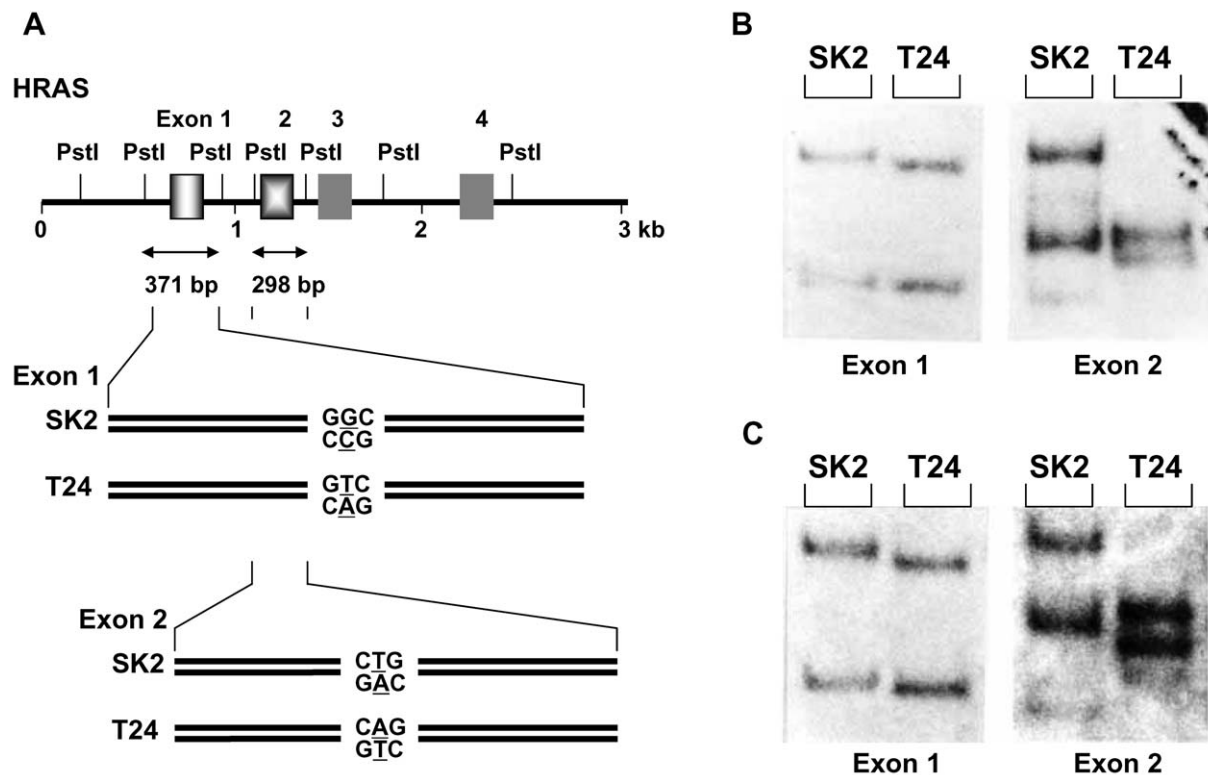 A
HRAS
Exon 1 2 3 4
PstI PstI PstI PstI PstI PstI
0 1 2 3 kb
371 bp 298 bp
Exon 1
SK2
GGC
CCG
T24
GTC
CAG
Exon 2
SK2
CTG
GAC
T24
CAG
GTC
B
SK2 T24 SK2 T24
Exon 1 Exon 2
C
SK2 T24 SK2 T24
Exon 1 Exon 2